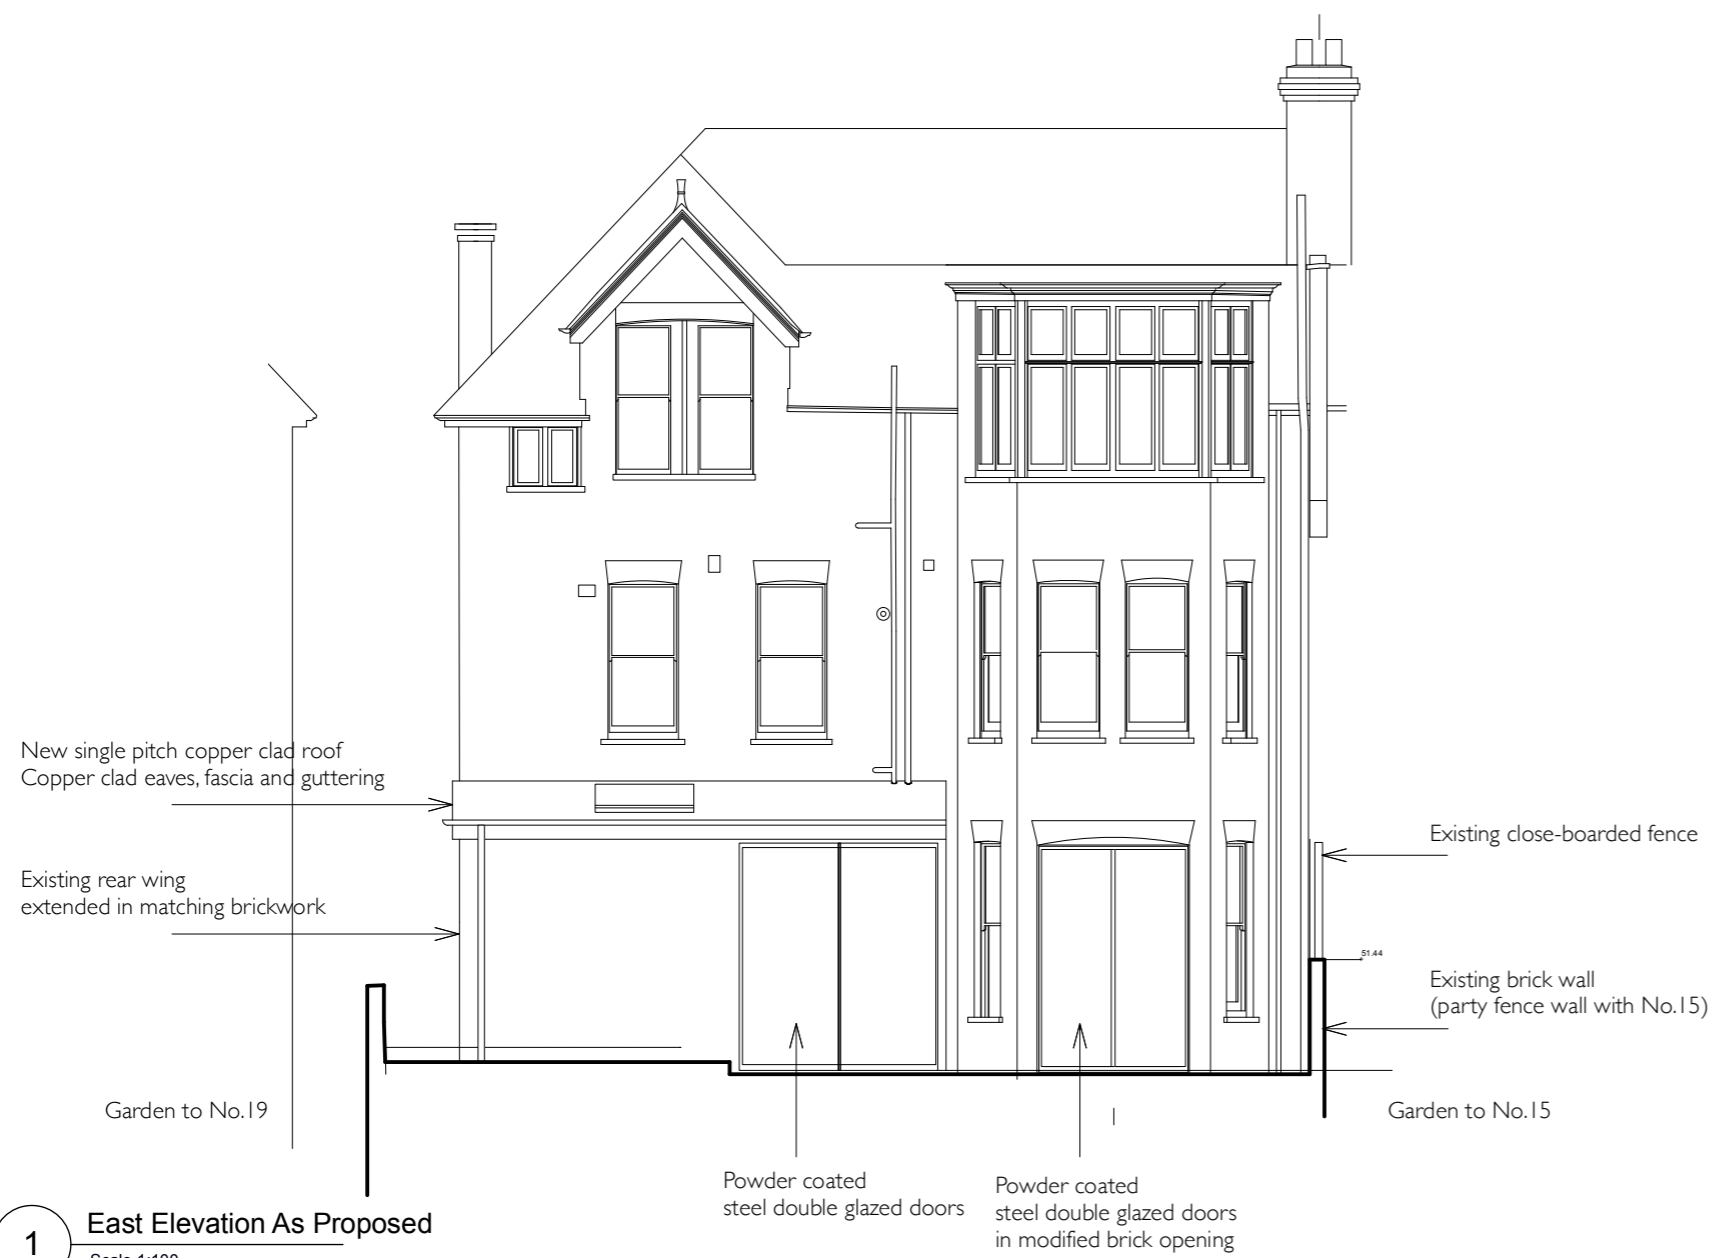 New single pitch copper clad roof
Copper clad eaves, fascia and guttering
Existing rear wing
extended in matching brickwork
Existing close-boarded fence
51.44
Existing brick wall
(party fence wall with No.15)
Garden to No.19
Garden to No.15
Powder coated
steel double glazed doors
Powder coated
steel double glazed doors
in modified brick opening
1
East Elevation As Proposed